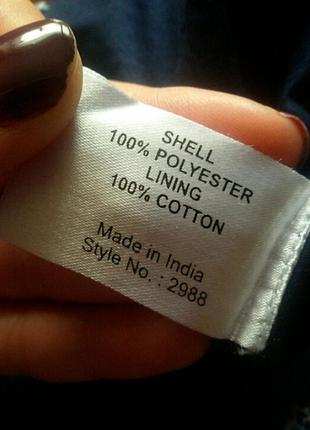 SHELL
100% POLYESTER
LINING
100% COTTON
Made in India
Style No. : 2988